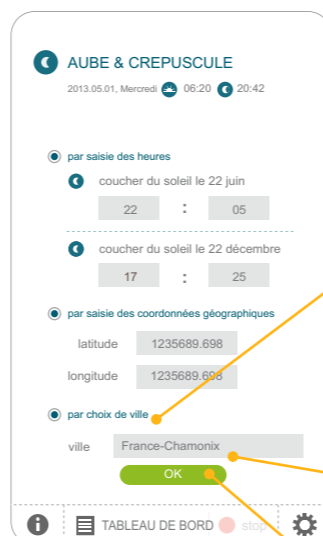 AUBE & CREPUSCULE
2013.05.01, Mercredi 06:20 20:42
par saisie des heures
coucher du soleil le 22 juin
22 : 05
coucher du soleil le 22 décembre
17 : 25
par saisie des coordonnées géographiques
latitude 1235689.698
longitude 1235689.698
par choix de ville
ville France-Chamonix
OK
i TABLEAU DE BORD stop